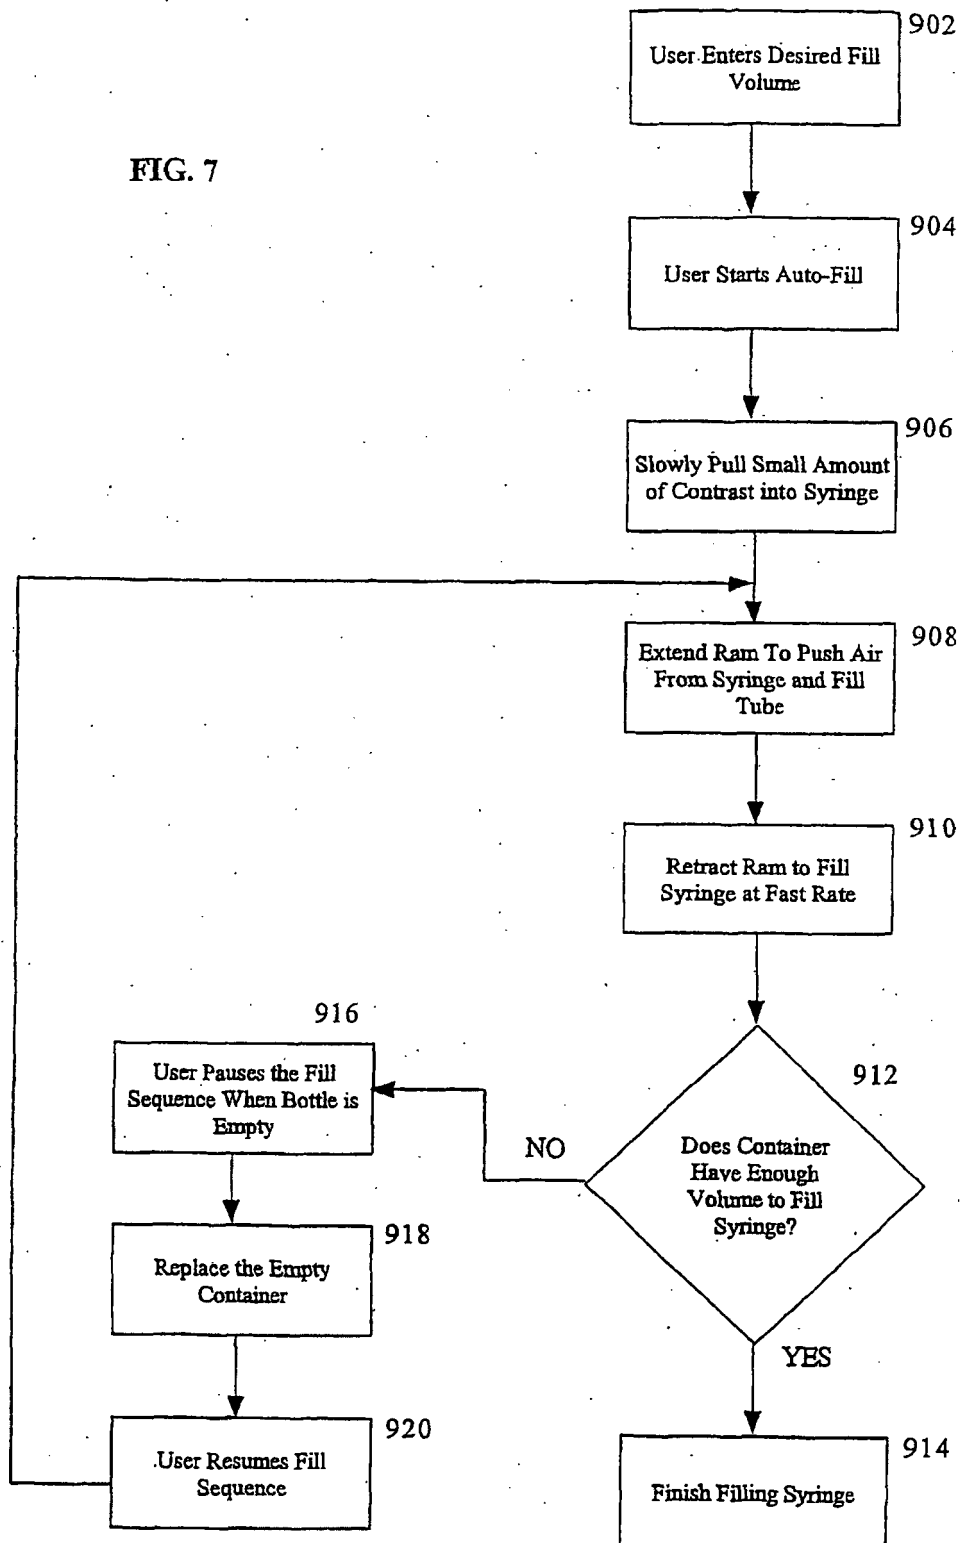 902
User Enters Desired Fill
Volume
FIG. 7
904
User Starts Auto-Fill
906
Slowly Pull Small Amount
of Contrast into Syringe
908
Extend Ram To Push Air
From Syringe and Fill
Tube
910
Retract Ram to Fill
Syringe at Fast Rate
912
Does Container
Have Enough
Volume to Fill
Syringe?
NO
YES
916
User Pauses the Fill
Sequence When Bottle is
Empty
918
Replace the Empty
Container
920
User Resumes Fill
Sequence
914
Finish Filling Syringe